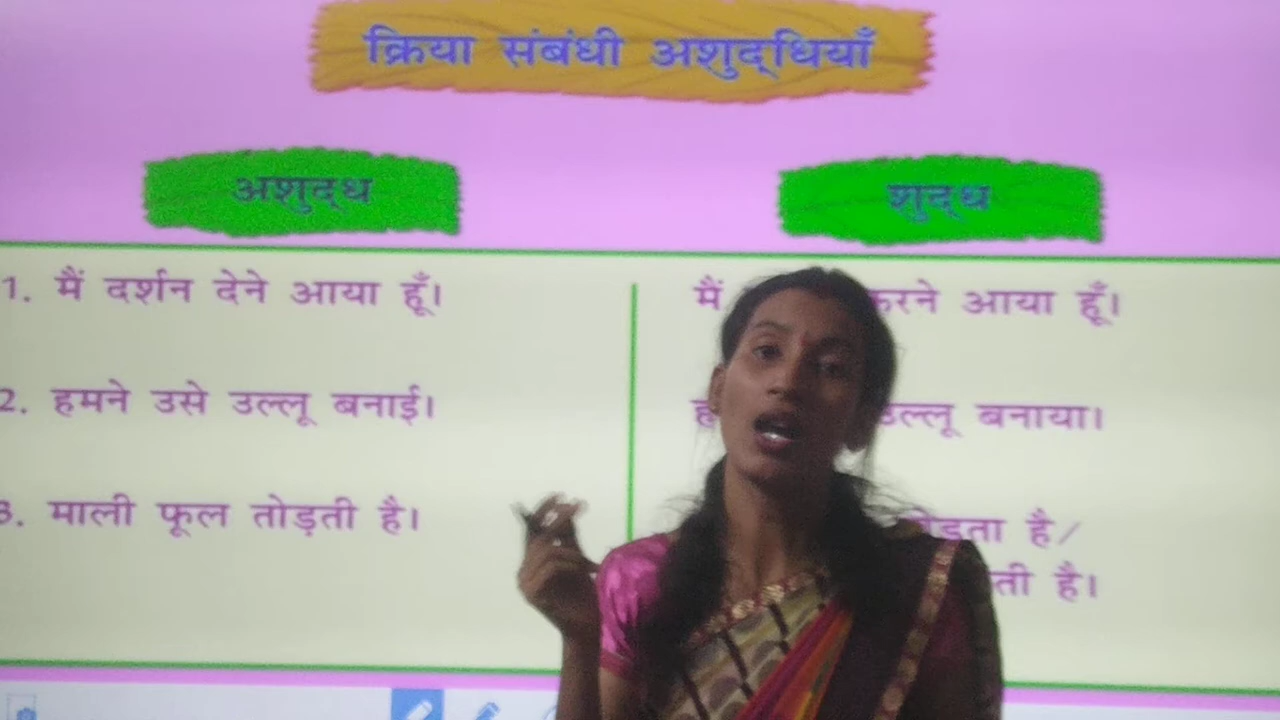 क्रिया संबंधी अशुद्धियाँ
अशुद्ध शुद्ध
1. मैं दर्शन देने आया हूँ। मैं करने आया हूँ।
2. हमने उसे उल्लू बनाई। उल्लू बनाया।
3. माली फूल तोड़ती है। तोड़ता है/
है।